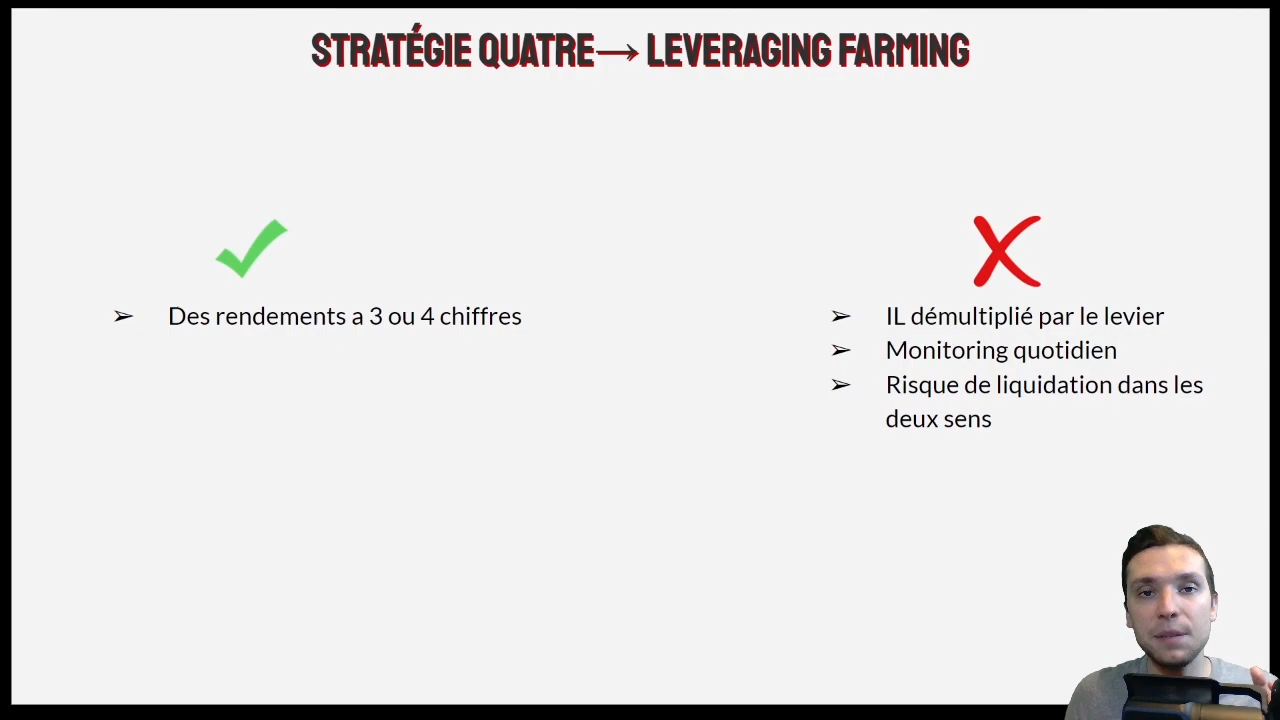 STRATÉGIE QUATRE→ LEVERAGING FARMING
➢ Des rendements a 3 ou 4 chiffres
➢ IL démultiplié par le levier
➢ Monitoring quotidien
➢ Risque de liquidation dans les
deux sens